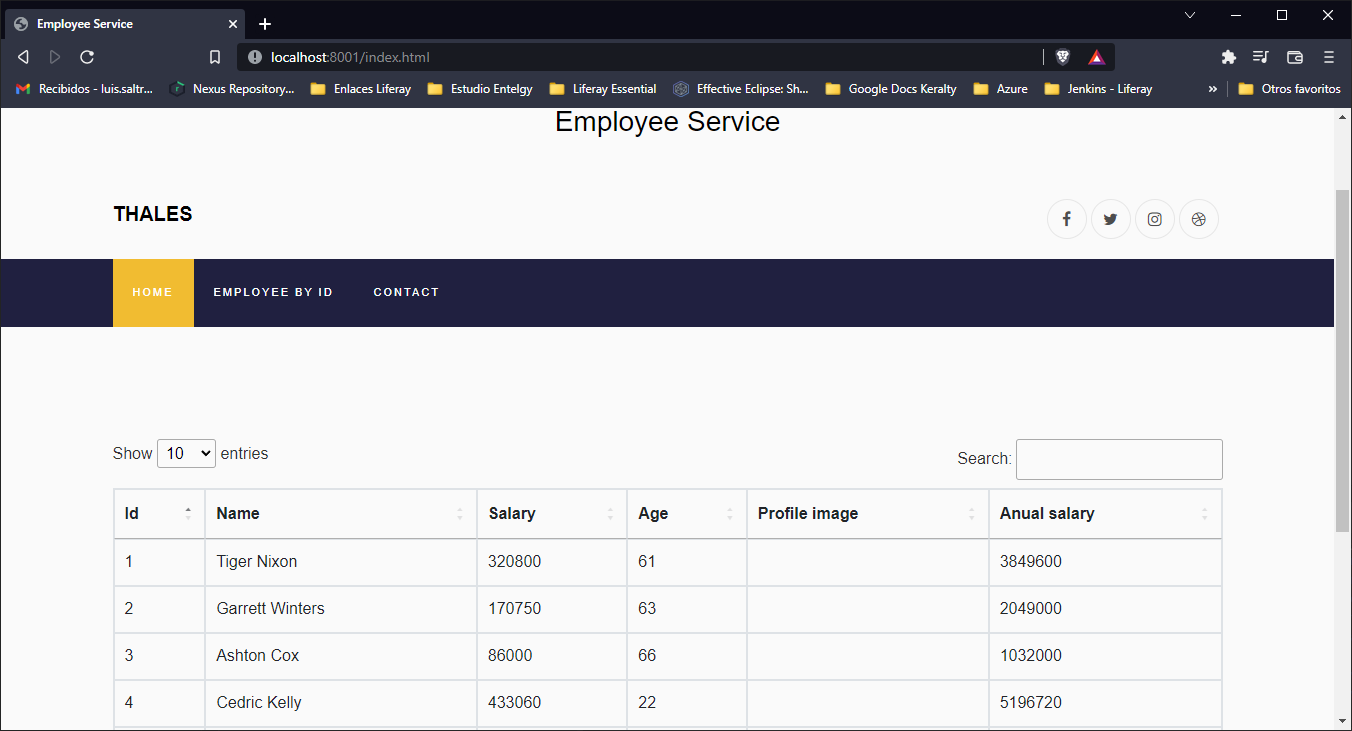 Employee Service
localhost:8001/index.html
Recibidos - luis.saltr... Nexus Repository... Enlaces Liferay Estudio Entelgy Liferay Essential Effective Eclipse: Sh... Google Docs Keralty Azure Jenkins - Liferay » Otros favoritos
Employee Service
THALES
HOME EMPLOYEE BY ID CONTACT
Show 10 entries Search:
Id Name Salary Age Profile image Anual salary
1 Tiger Nixon 320800 61 3849600
2 Garrett Winters 170750 63 2049000
3 Ashton Cox 86000 66 1032000
4 Cedric Kelly 433060 22 5196720